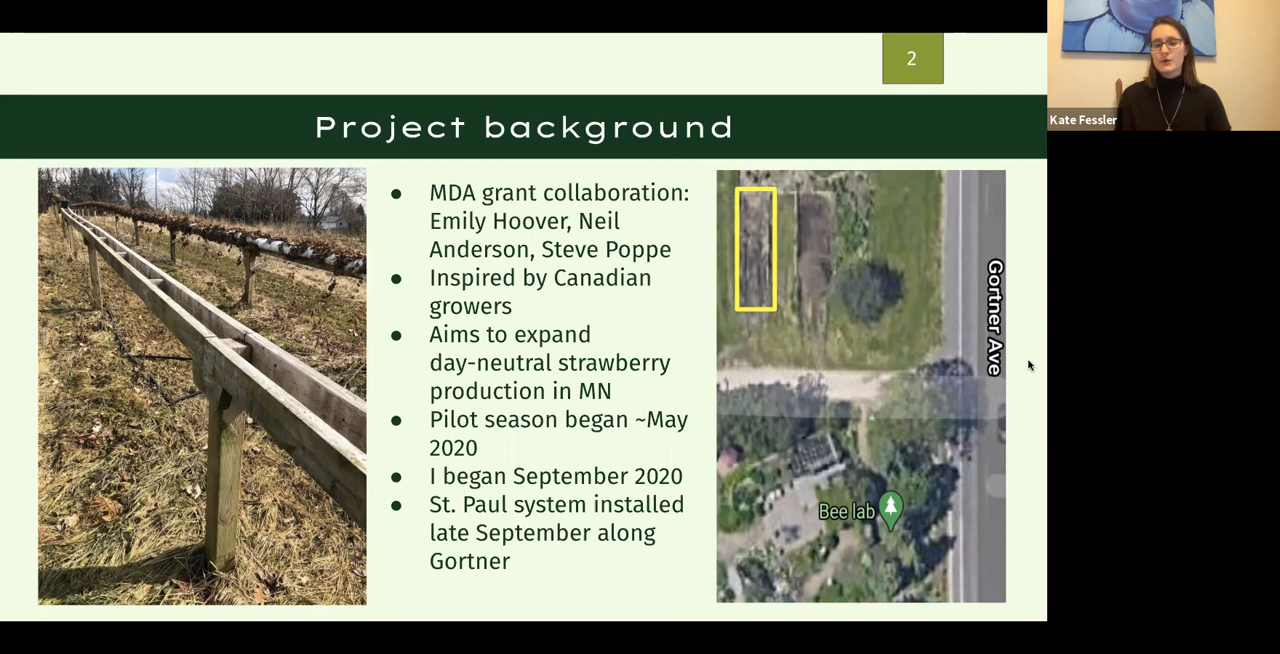 2
Project background
● MDA grant collaboration:
Emily Hoover, Neil
Anderson, Steve Poppe
● Inspired by Canadian
growers
● Aims to expand
day-neutral strawberry
production in MN
● Pilot season began ~May
2020
● I began September 2020
● St. Paul system installed
late September along
Gortner
Gortner Ave
Bee lab
Kate Fessler